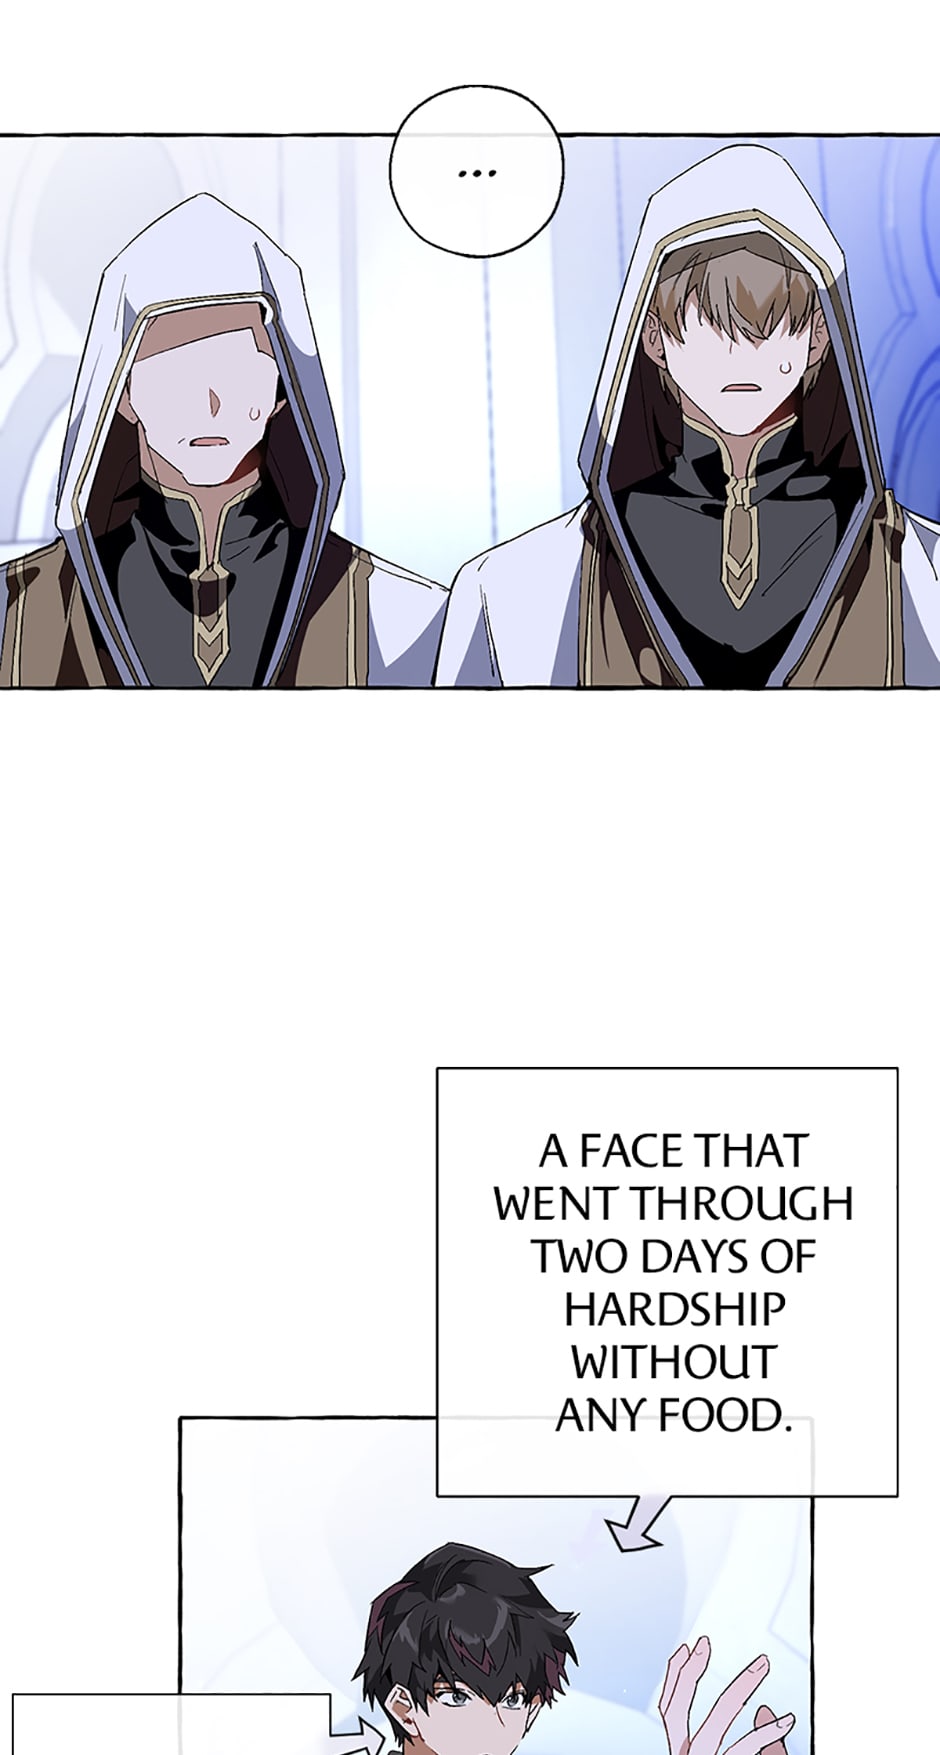 ...
A FACE THAT
WENT THROUGH
TWO DAYS OF
HARDSHIP
WITHOUT
ANY FOOD.